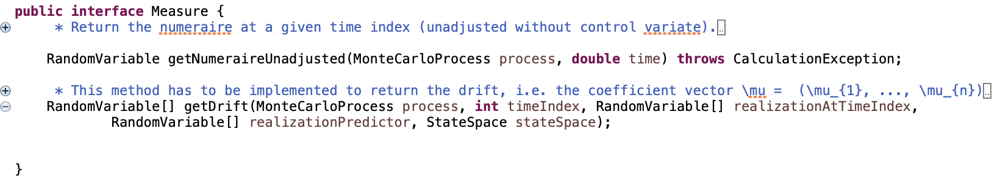 public interface Measure {
* Return the numeraire at a given time index (unadjusted without control variate).
RandomVariable getNumeraireUnadjusted(MonteCarloProcess process, double time) throws CalculationException;
* This method has to be implemented to return the drift, i.e. the coefficient vector \mu =  (\mu_{1}, ..., \mu_{n})
RandomVariable[] getDrift(MonteCarloProcess process, int timeIndex, RandomVariable[] realizationAtTimeIndex,
RandomVariable[] realizationPredictor, StateSpace stateSpace);
}